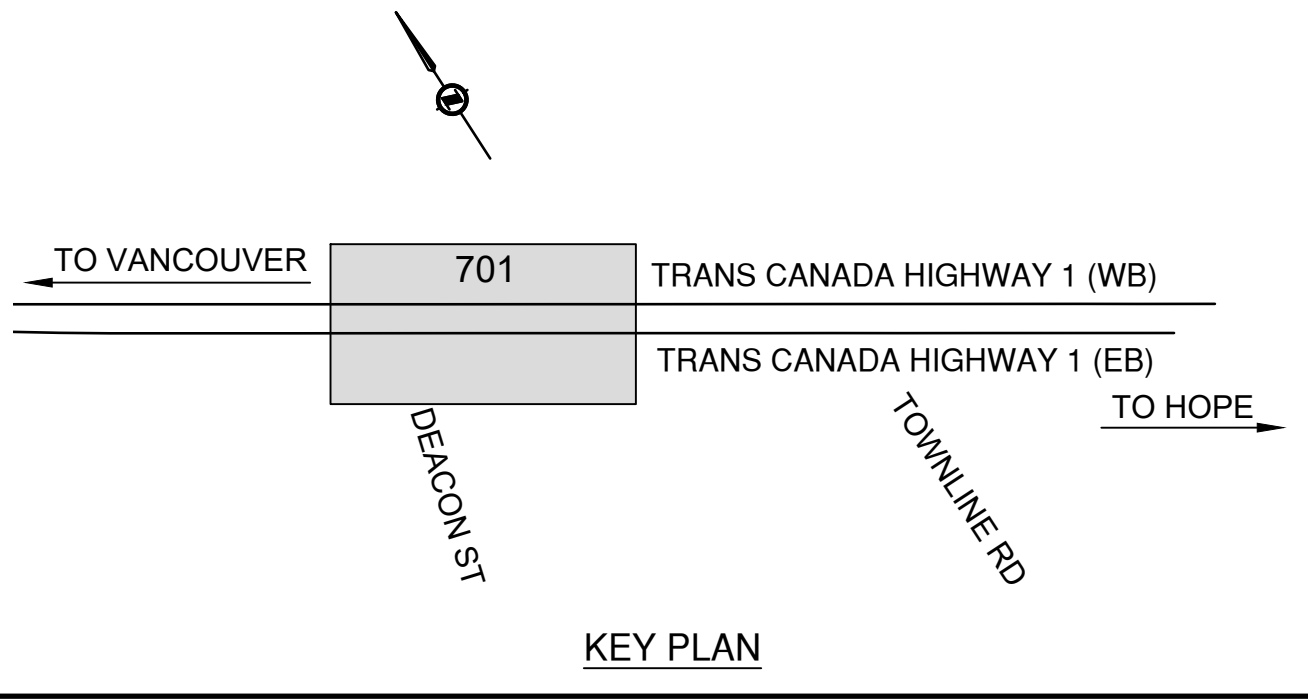 TO VANCOUVER
701
TRANS CANADA HIGHWAY 1 (WB)
TRANS CANADA HIGHWAY 1 (EB)
TO HOPE
DEACON ST
TOWNLINE RD
KEY PLAN